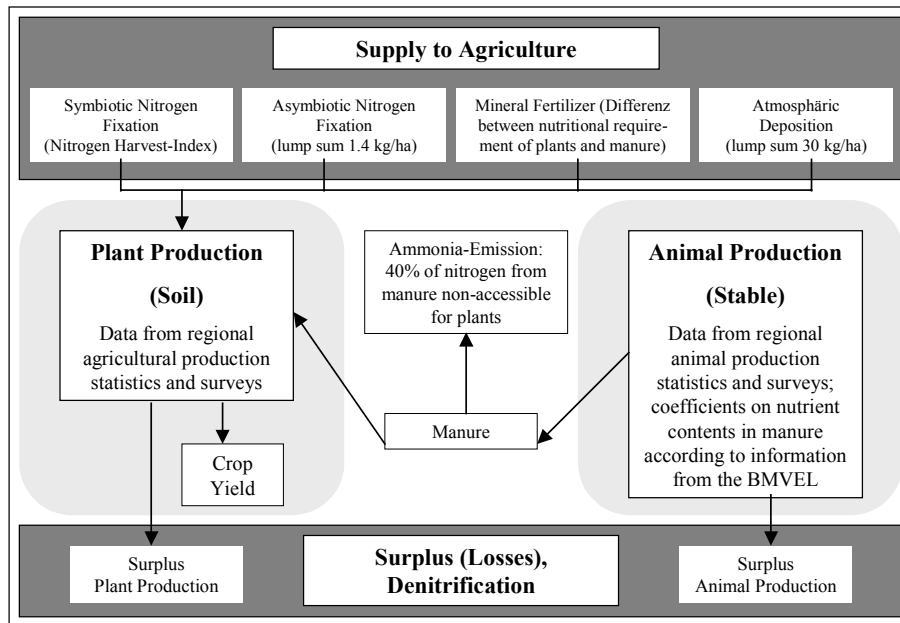 Supply to Agriculture
Symbiotic Nitrogen
Fixation
(Nitrogen Harvest-Index)
Asymbiotic Nitrogen
Fixation
(lump sum 1.4 kg/ha)
Mineral Fertilizer (Differenz
between nutritional require-
ment of plants and manure)
Atmosphäric
Deposition
(lump sum 30 kg/ha)
Plant Production
(Soil)
Data from regional
agricultural production
statistics and surveys
Ammonia-Emission:
40% of nitrogen from
manure non-accessible
for plants
Animal Production
(Stable)
Data from regional
animal production
statistics and surveys;
coefficients on nutrient
contents in manure
according to information
from the BMVEL
Manure
Crop
Yield
Surplus
Plant Production
Surplus (Losses),
Denitrification
Surplus
Animal Production